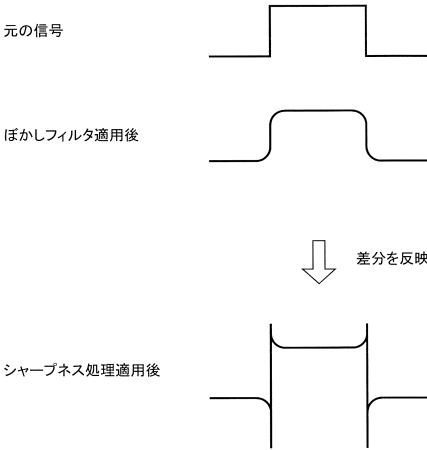 元の信号
ぼかしフィルタ適用後
差分を反映
シャープネス処理適用後